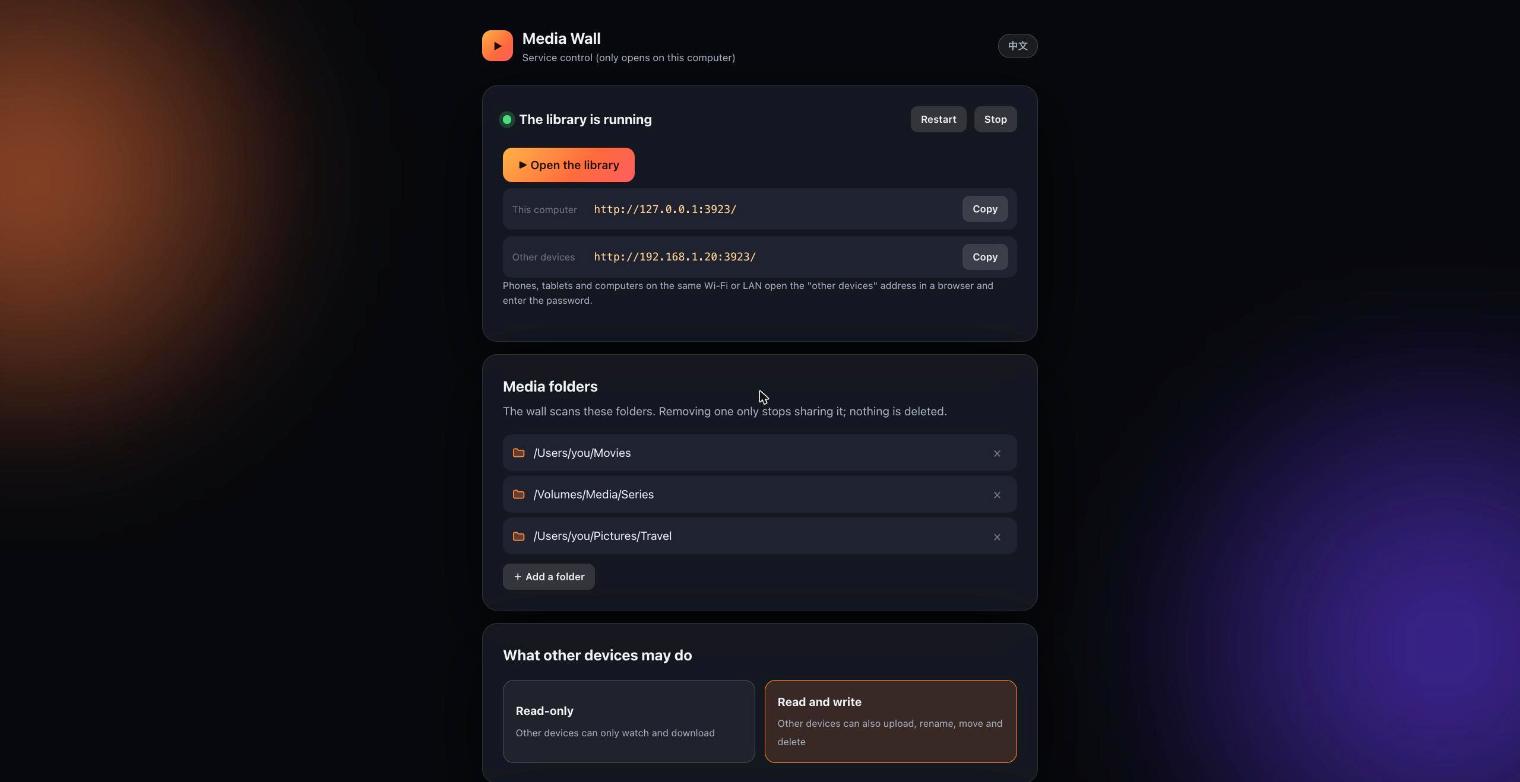 Media Wall
Service control (only opens on this computer)
中文
The library is running
Restart
Stop
▶ Open the library
This computer http://127.0.0.1:3923/ Copy
Other devices http://192.168.1.20:3923/ Copy
Phones, tablets and computers on the same Wi-Fi or LAN open the "other devices" address in a browser and
enter the password.
Media folders
The wall scans these folders. Removing one only stops sharing it; nothing is deleted.
/Users/you/Movies ×
/Volumes/Media/Series ×
/Users/you/Pictures/Travel ×
+ Add a folder
What other devices may do
Read-only
Other devices can only watch and download
Read and write
Other devices can also upload, rename, move and
delete